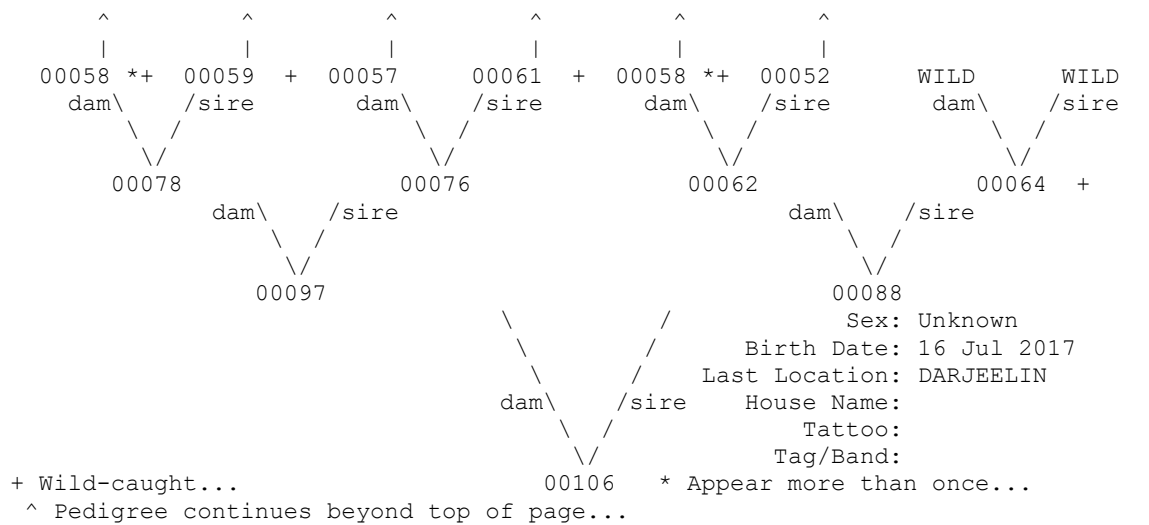 ^ ^ ^ ^ ^ ^
| | | | | |
00058 *+ 00059 + 00057 00061 + 00058 *+ 00052 WILD WILD
dam\ /sire dam\ /sire dam\ /sire dam\ /sire
\ / \ / \ / \ /
\/ \/ \/ \/
00078 00076 00062 00064 +
dam\ /sire dam\ /sire
\ / \ /
\/ \/
00097 00088
\ / Sex: Unknown
\ / Birth Date: 16 Jul 2017
\ / Last Location: DARJEELIN
dam\ /sire House Name:
\ / Tattoo:
\/ Tag/Band:
+ Wild-caught... 00106 * Appear more than once...
^ Pedigree continues beyond top of page...